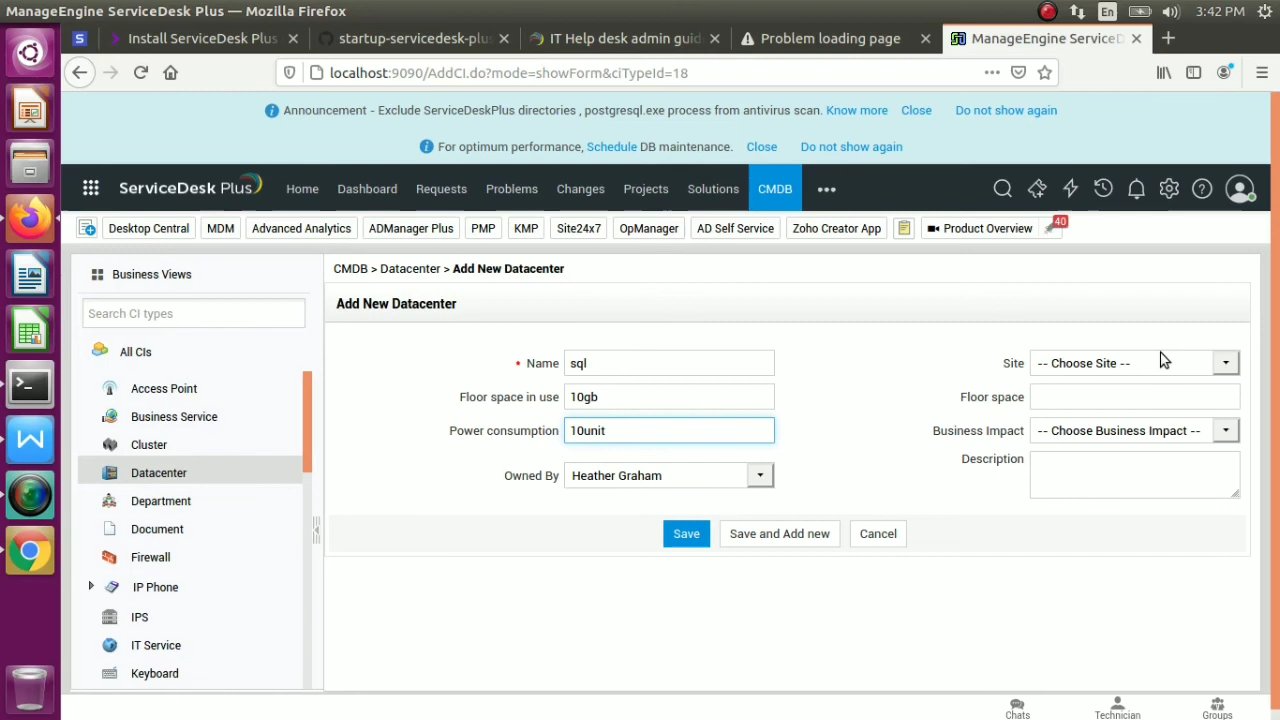 ManageEngine ServiceDesk Plus — Mozilla Firefox
En
3:42 PM
S
Install ServiceDesk Plus
startup-servicedesk-plus
IT Help desk admin guid
Problem loading page
ManageEngine ServiceD
localhost:9090/AddCI.do?mode=showForm&ciTypeId=18
Announcement - Exclude ServiceDeskPlus directories , postgresql.exe process from antivirus scan. Know more Close Do not show again
For optimum performance, Schedule DB maintenance. Close Do not show again
ServiceDesk Plus Home Dashboard Requests Problems Changes Projects Solutions CMDB
Desktop Central MDM Advanced Analytics ADManager Plus PMP KMP Site24x7 OpManager AD Self Service Zoho Creator App Product Overview 40
Business Views
Search CI types
All CIs
Access Point
Business Service
Cluster
Datacenter
Department
Document
Firewall
IP Phone
IPS
IT Service
Keyboard
CMDB > Datacenter > Add New Datacenter
Add New Datacenter
* Name sql
Site -- Choose Site --
Floor space in use 10gb
Floor space
Power consumption 10unit
Business Impact -- Choose Business Impact --
Description
Owned By Heather Graham
Save Save and Add new Cancel
Chats Technician Groups